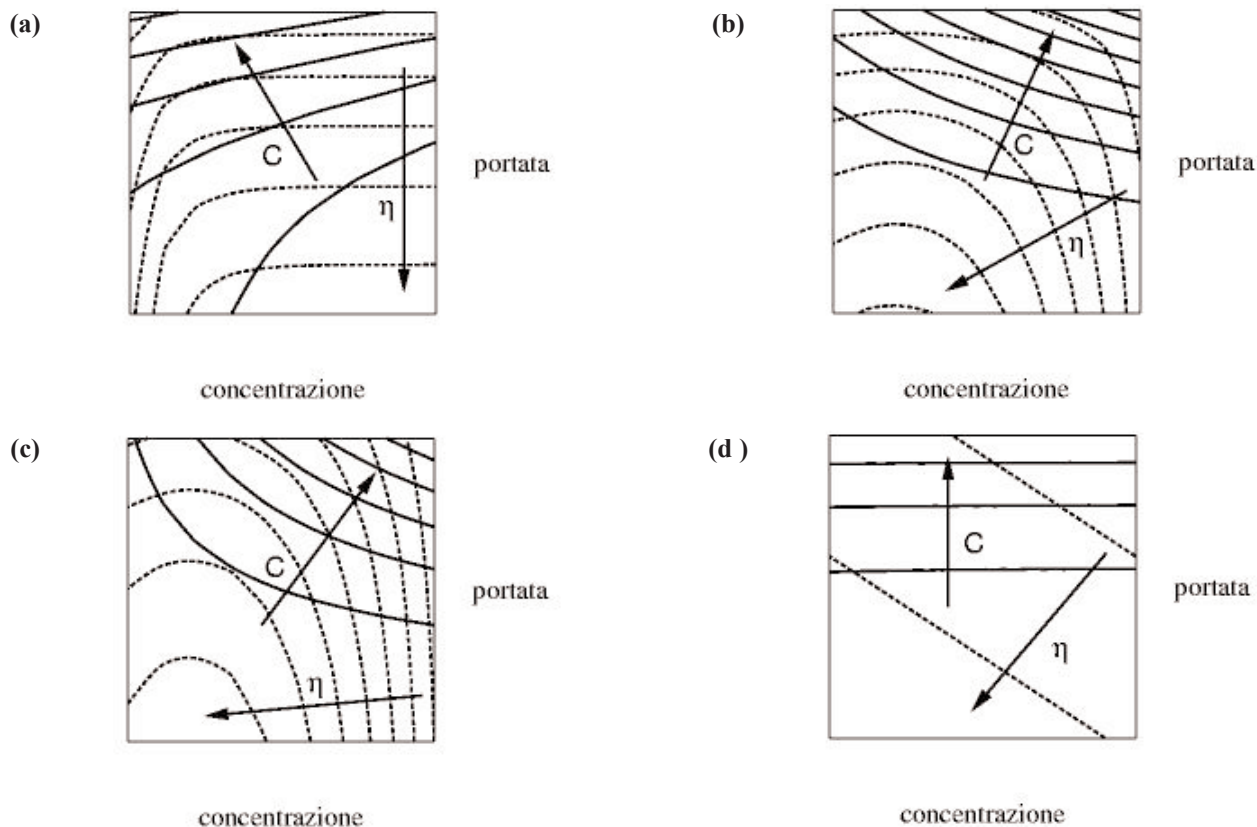 (a)
C
η
portata
concentrazione
(b)
C
η
portata
concentrazione
(c)
C
η
portata
concentrazione
(d )
C
η
portata
concentrazione